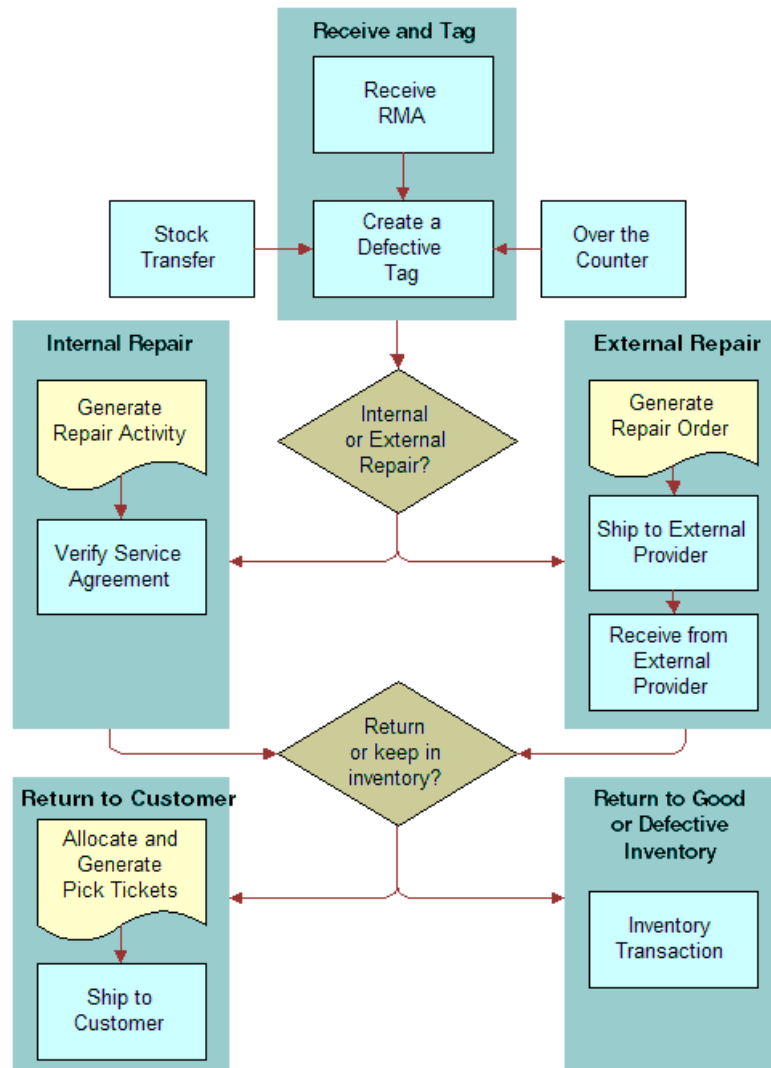 Receive and Tag
Receive
RMA
Stock
Transfer
Create a
Defective
Tag
Over the
Counter
Internal Repair
Generate
Repair Activity
Verify Service
Agreement
Internal
or External
Repair?
External Repair
Generate
Repair Order
Ship to External
Provider
Receive from
External
Provider
Return
or keep in
inventory?
Return to Customer
Allocate and
Generate
Pick Tickets
Ship to
Customer
Return to Good
or Defective
Inventory
Inventory
Transaction